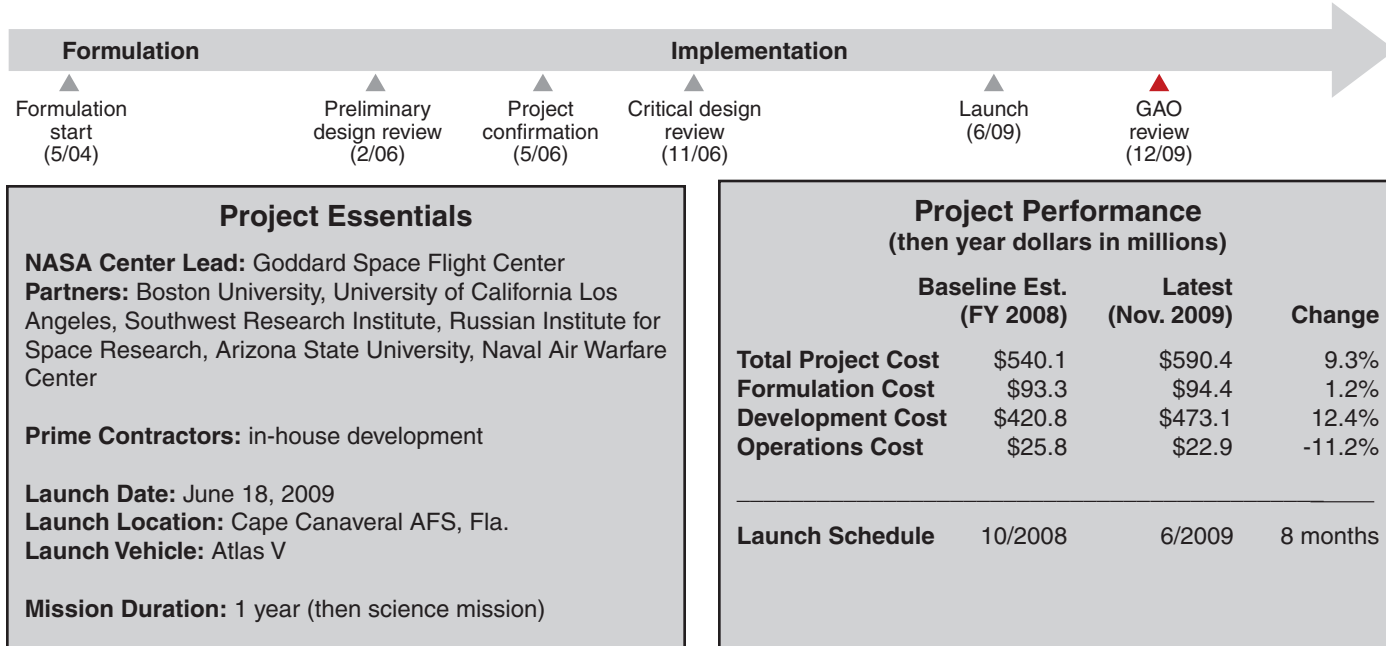 Formulation Implementation
Formulation start (5/04)
Preliminary design review (2/06)
Project confirmation (5/06)
Critical design review (11/06)
Launch (6/09)
GAO review (12/09)
Project Essentials
NASA Center Lead: Goddard Space Flight Center
Partners: Boston University, University of California Los
Angeles, Southwest Research Institute, Russian Institute for
Space Research, Arizona State University, Naval Air Warfare
Center
Prime Contractors: in-house development
Launch Date: June 18, 2009
Launch Location: Cape Canaveral AFS, Fla.
Launch Vehicle: Atlas V
Mission Duration: 1 year (then science mission)
Project Performance
(then year dollars in millions)
Baseline Est. Latest
(FY 2008) (Nov. 2009) Change
Total Project Cost $540.1 $590.4 9.3%
Formulation Cost $93.3 $94.4 1.2%
Development Cost $420.8 $473.1 12.4%
Operations Cost $25.8 $22.9 -11.2%
Launch Schedule 10/2008 6/2009 8 months